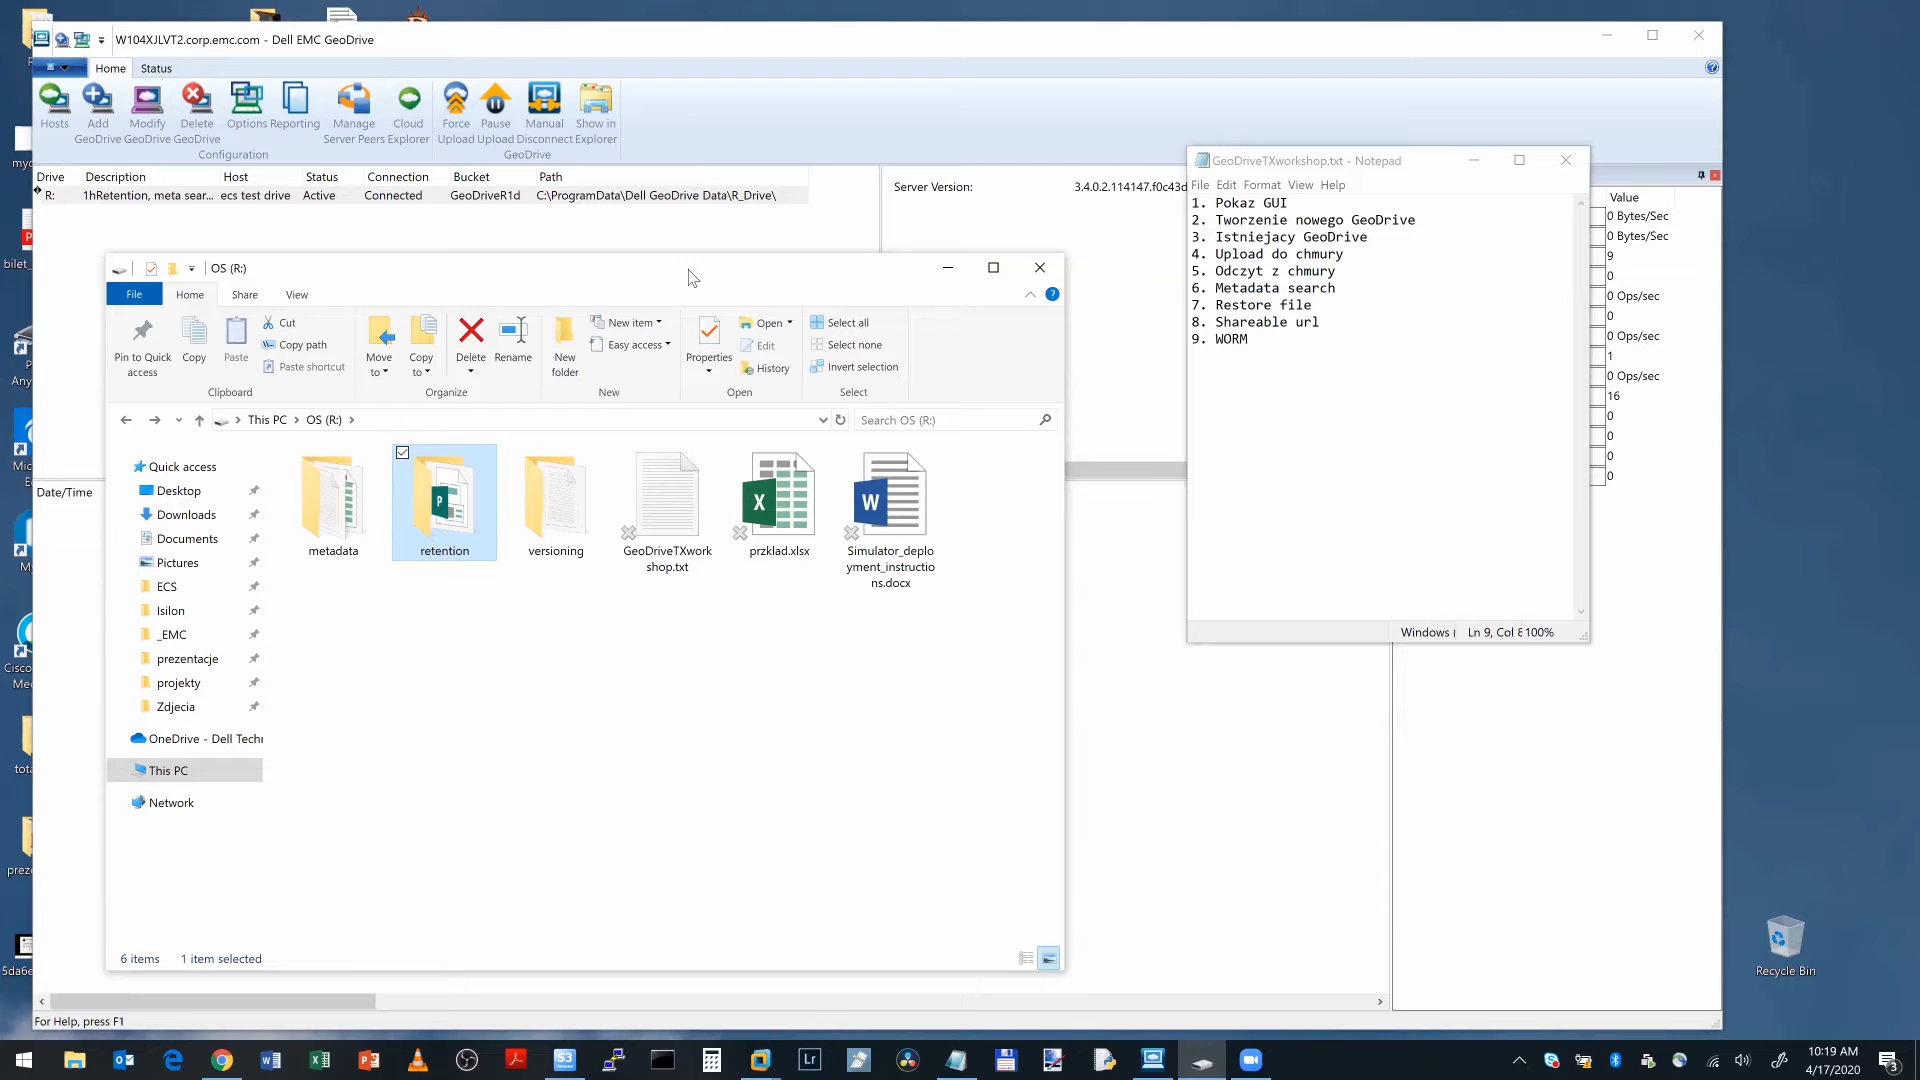 W104XJLVT2.corp.emc.com - Dell EMC GeoDrive
Home Status
Hosts
Add GeoDrive
Modify GeoDrive
Delete GeoDrive
Options
Reporting
Manage Server Peers
Cloud Explorer
Force Upload
Pause Upload
Manual Disconnect
Show in Explorer
Configuration
GeoDrive
Drive Description Host Status Connection Bucket Path
R: 1hRetention, meta sear... ecs test drive Active Connected GeoDriveR1d C:\ProgramData\Dell GeoDrive Data\R_Drive\
Server Version: 3.4.0.2.114147.f0c43d
Value
0 Bytes/Sec
0 Bytes/Sec
9
0
0 Ops/sec
0
0 Ops/sec
1
0 Ops/sec
16
0
0
0
0
Date/Time
For Help, press F1
OS (R:)
File Home Share View
Pin to Quick access
Copy
Paste
Cut
Copy path
Paste shortcut
Clipboard
Move to
Copy to
Delete
Rename
Organize
New folder
New item
Easy access
New
Properties
Open
Edit
History
Open
Select all
Select none
Invert selection
Select
This PC OS (R:)
Search OS (R:)
Quick access
Desktop
Downloads
Documents
Pictures
ECS
Isilon
_EMC
prezentacje
projekty
Zdjecia
OneDrive - Dell Tech
This PC
Network
metadata
retention
versioning
GeoDriveTXwork
shop.txt
przklad.xlsx
Simulator_deplo
yment_instructio
ns.docx
6 items 1 item selected
GeoDriveTXworkshop.txt - Notepad
File Edit Format View Help
1. Pokaz GUI
2. Tworzenie nowego GeoDrive
3. Istniejacy GeoDrive
4. Upload do chmury
5. Odczyt z chmury
6. Metadata search
7. Restore file
8. Shareable url
9. WORM
Windows Ln 9, Col 100%
Recycle Bin
10:19 AM
4/17/2020
3